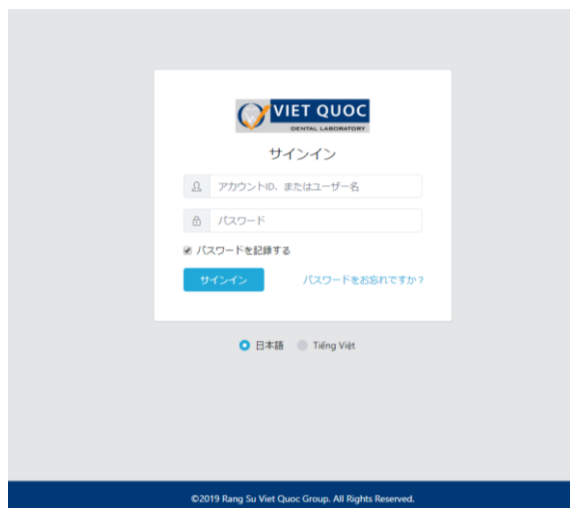 VIET QUOC
DENTAL LABORATORY
サインイン
アカウントID、またはユーザー名
パスワード
パスワードを記録する
サインイン パスワードをお忘れですか？
日本語 Tiếng Việt
©2019 Rang Su Viet Quoc Group. All Rights Reserved.